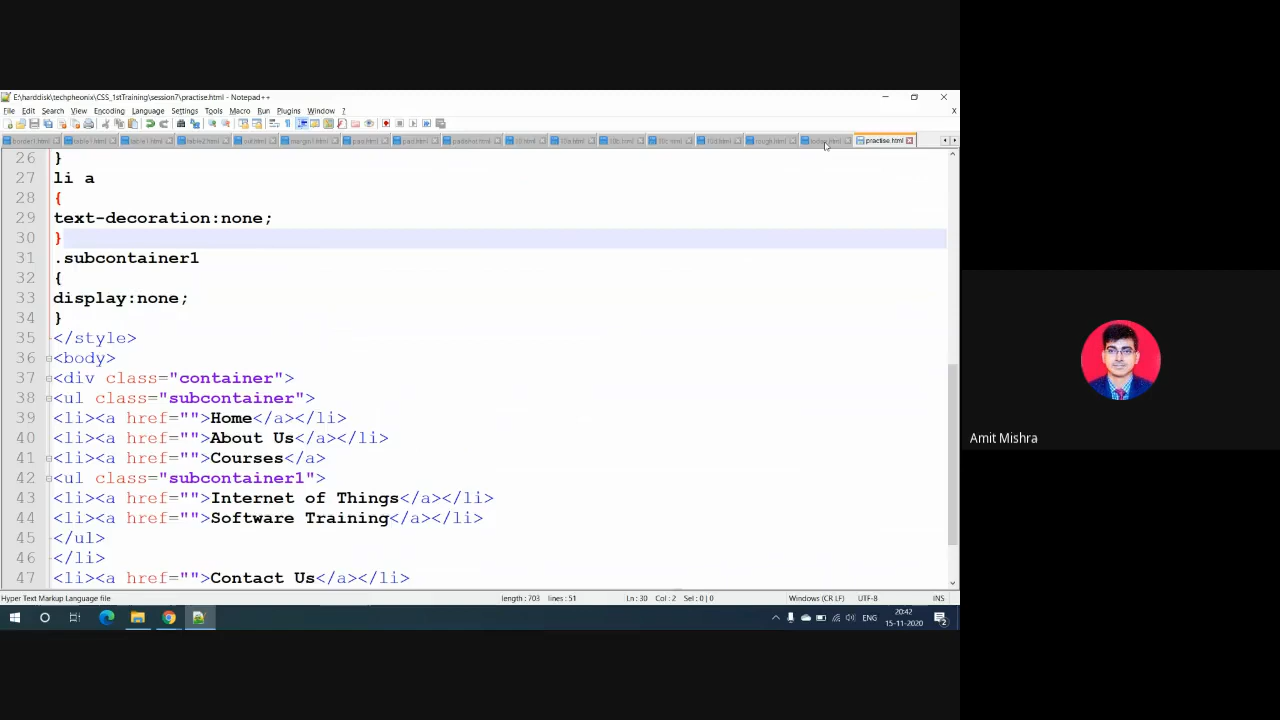 E:\harddisk\techpheonix\CSS_1stTraining\session7\practise.html - Notepad++
File Edit Search View Encoding Language Settings Tools Macro Run Plugins Window ?
practise.html
26 }
27 li a
28 {
29 text-decoration:none;
30 }
31 .subcontainer1
32 {
33 display:none;
34 }
35 </style>
36 <body>
37 <div class="container">
38 <ul class="subcontainer">
39 <li><a href="">Home</a></li>
40 <li><a href="">About Us</a></li>
41 <li><a href="">Courses</a>
42 <ul class="subcontainer1">
43 <li><a href="">Internet of Things</a></li>
44 <li><a href="">Software Training</a></li>
45 </ul>
46 </li>
47 <li><a href="">Contact Us</a></li>
Hyper Text Markup Language file length : 703 lines : 51 Ln : 30 Col : 2 Sel : 0 | 0 Windows (CR LF) UTF-8 INS
ENG
20:42
15-11-2020
2
Amit Mishra